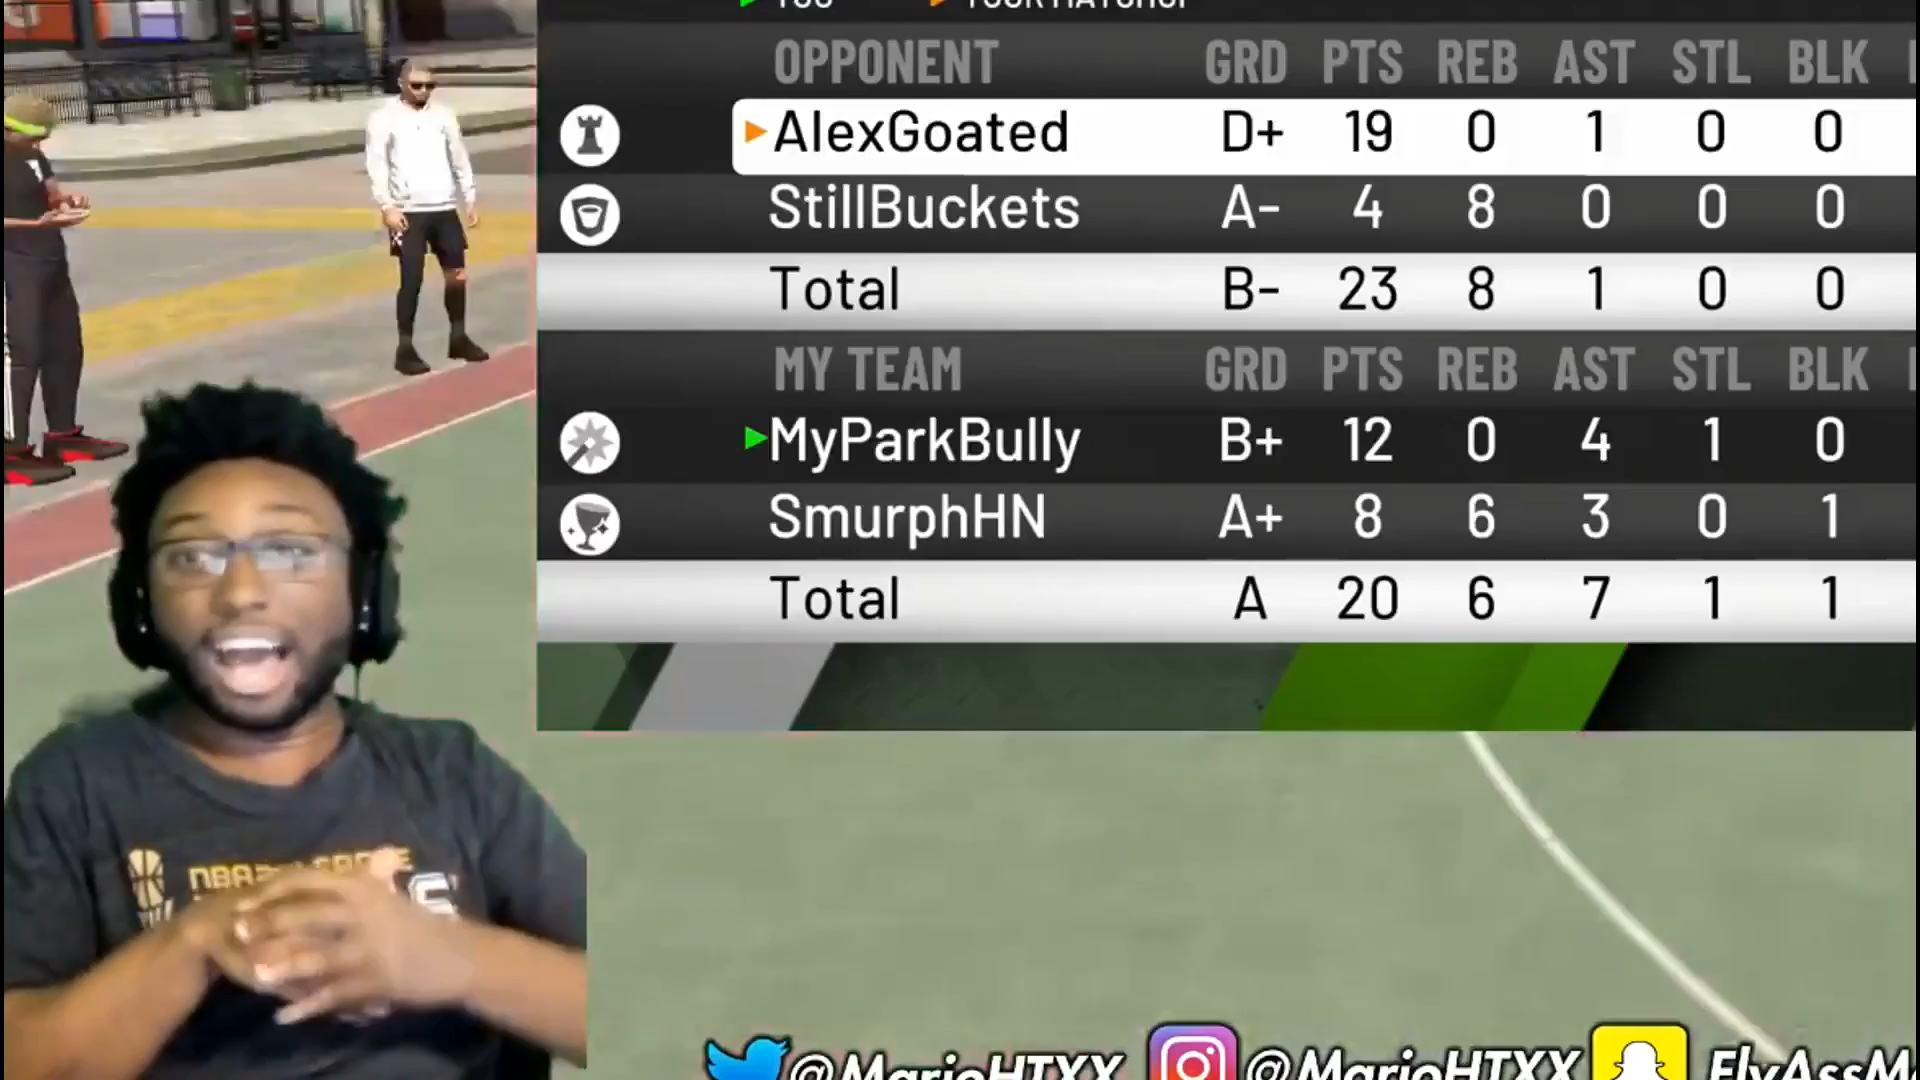 OPPONENT GRD PTS REB AST STL BLK
AlexGoated D+ 19 0 1 0 0
StillBuckets A- 4 8 0 0 0
Total B- 23 8 1 0 0
MY TEAM GRD PTS REB AST STL BLK
MyParkBully B+ 12 0 4 1 0
SmurphHN A+ 8 6 3 0 1
Total A 20 6 7 1 1
@MarioHTXX @MarioHTXX